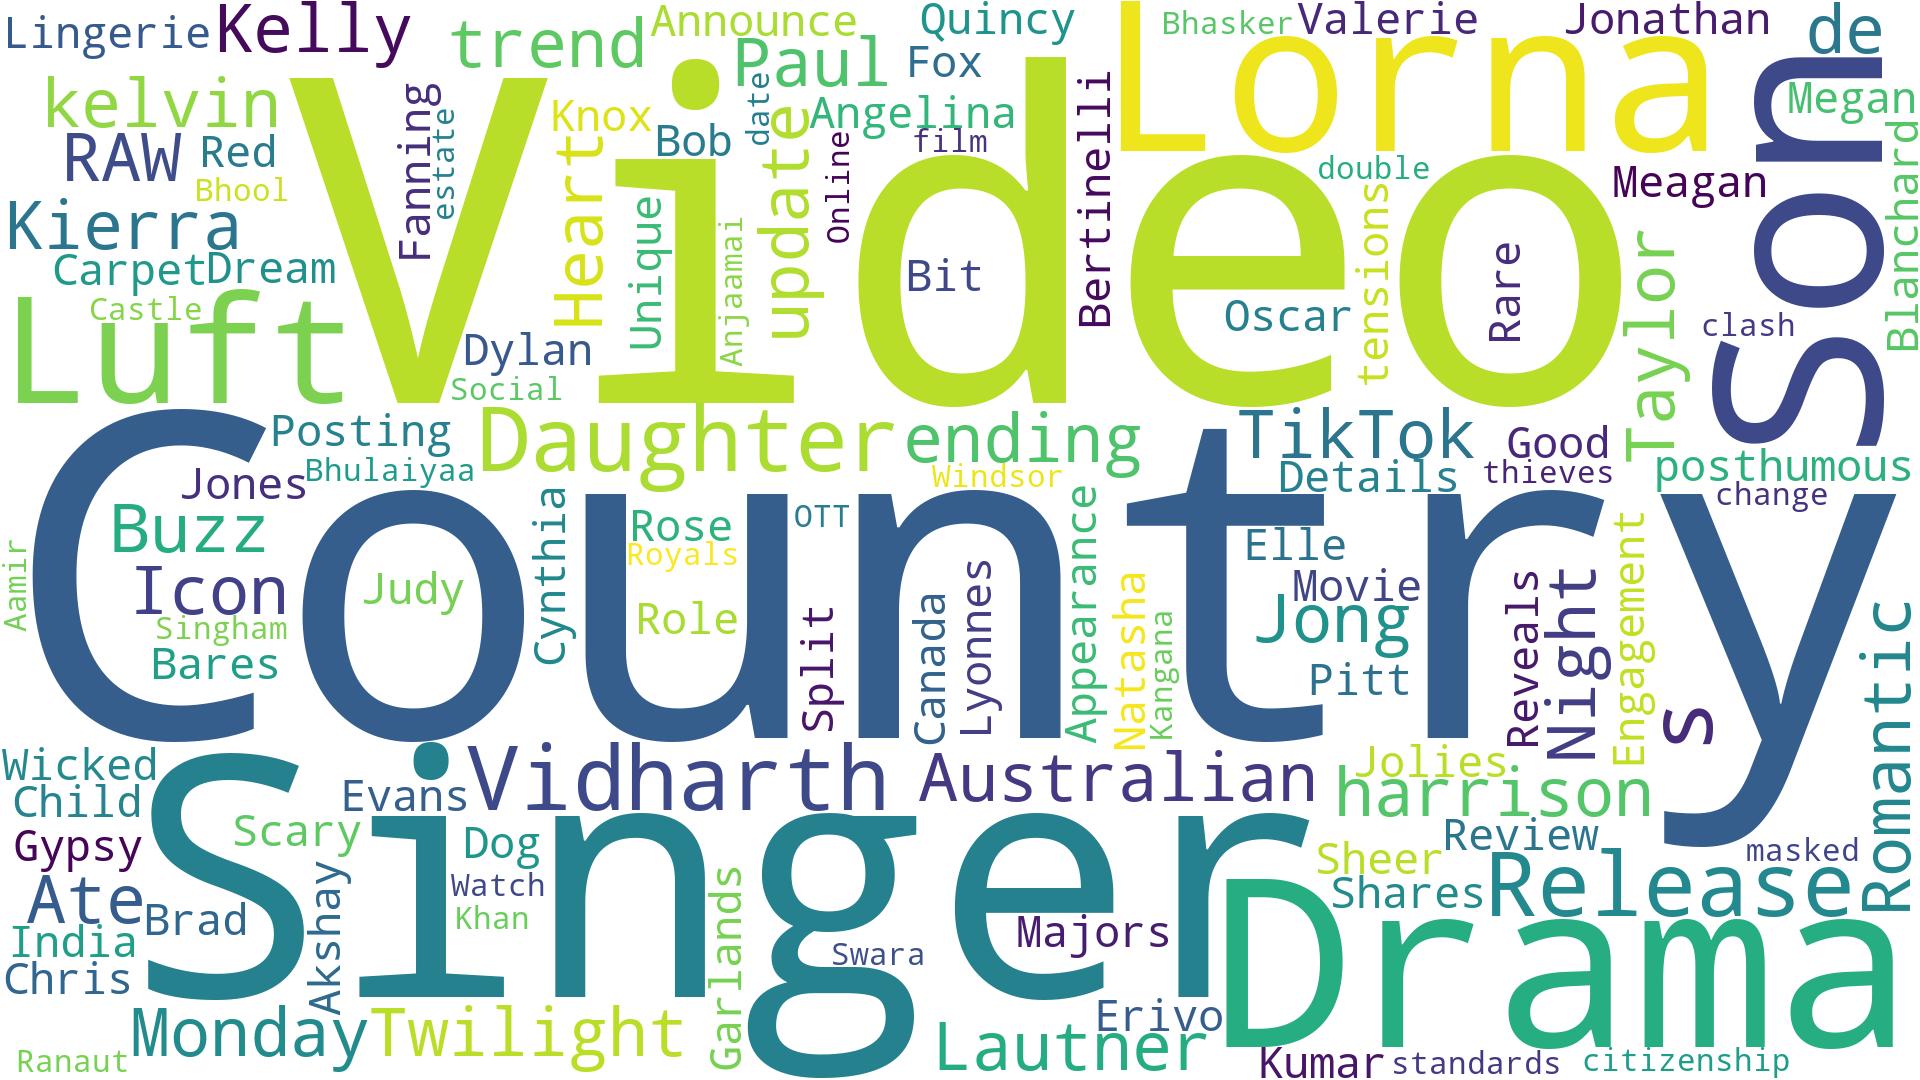 Lingerie
Kelly
trend
Announce
Quincy
Bhasker
Valerie
Jonathan
de
kelvin
Paul
Fox
Lorna
Megan
RAW
Red
Bhool
Fanning
estate
Knox
Bob
date
Angelina
film
Online
Bertinelli
double
Meagan
Son
Blanchard
Kierra
Carpet
Dream
Castle
Video
Heart
Unique
Anjaamai
update
Bit
Oscar
tensions
Rare
Taylor
clash
Luft
Dylan
Social
Posting
Bhulaiyaa
Daughter
ending
Windsor
TikTok
Details
Good
thieves
posthumous
change
Jones
Buzz
Icon
Singham
Bares
Aamir
Country
Judy
Cynthia
Rose
Royals
Role
OTT
Split
Canada
Lyonnes
Appearance
Natasha
Kangana
Elle
Movie
Jong
Pitt
Reveals
Night
Engagement
s
Romantic
Wicked
Child
Gypsy
Evans
Vidharth
Australian
Jolies
harrison
Scary
Singer
Dog
Watch
Khan
Review
Sheer
Shares
Release
masked
Ate
Brad
India
Chris
Akshay
Garlands
Swara
Majors
Drama
Monday
Twilight
Lautner
Erivo
Ranaut
Kumar
standards
citizenship